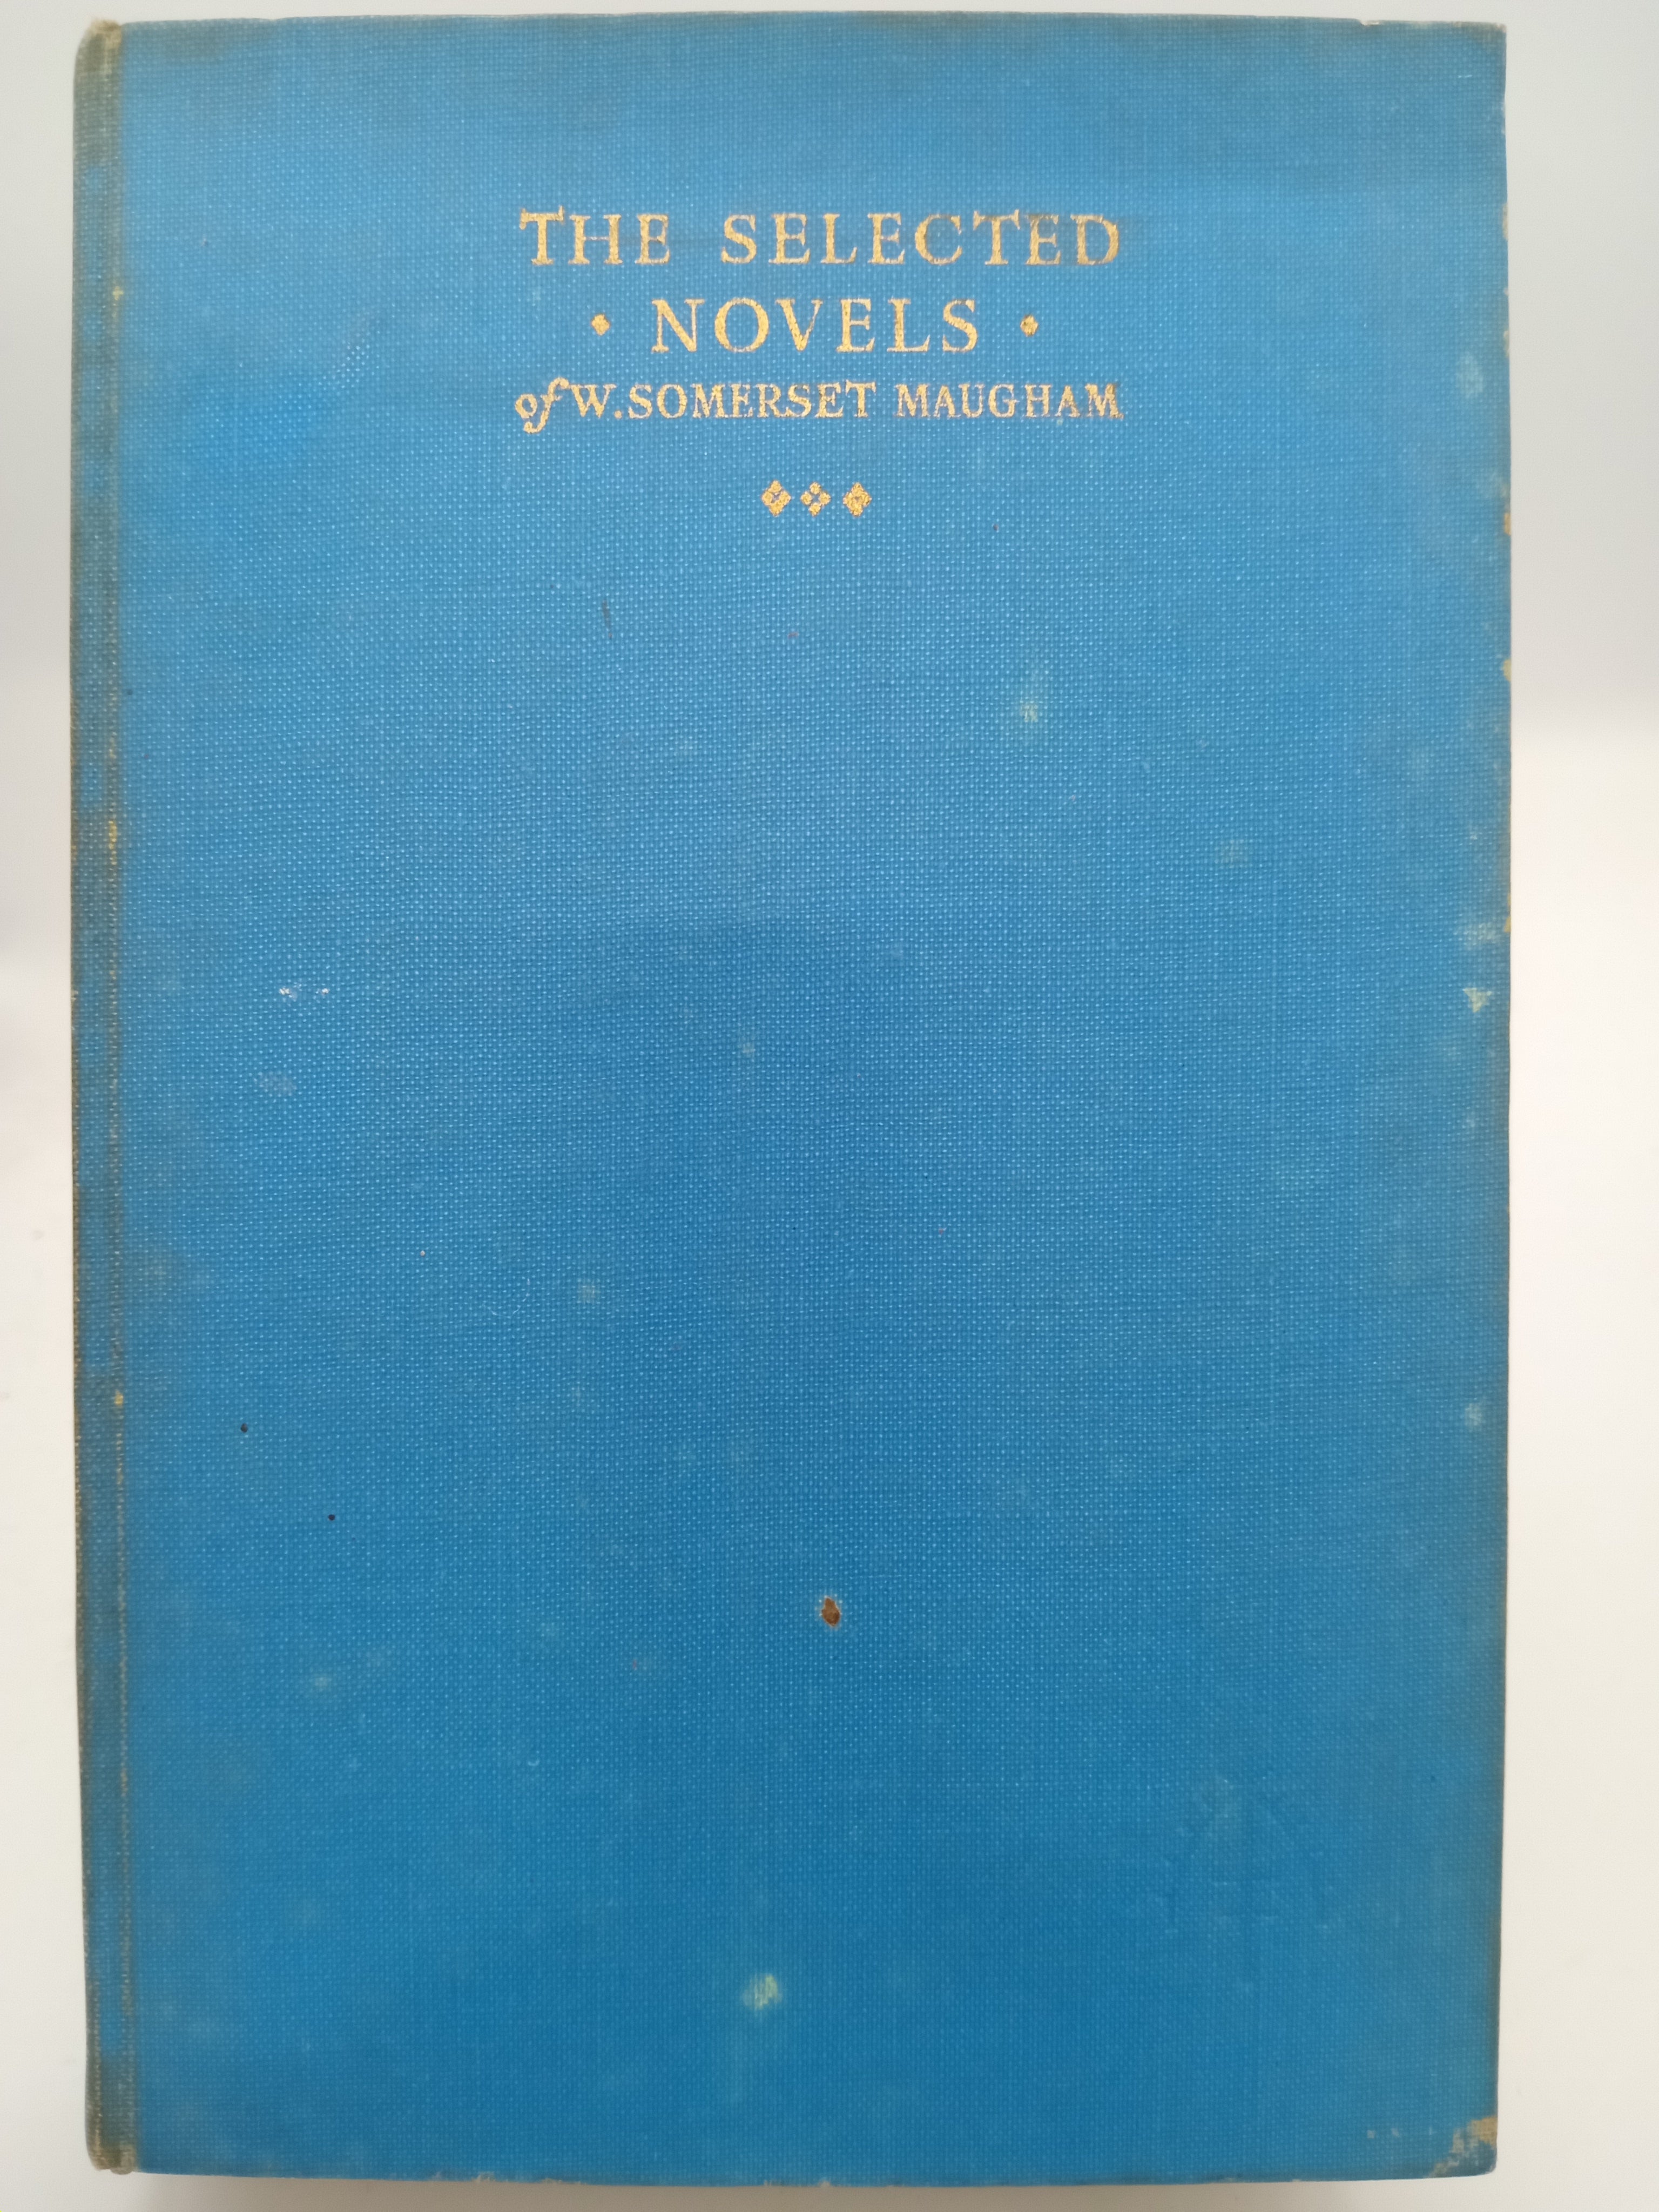 THE SELECTED
· NOVELS ·
of W. SOMERSET MAUGHAM